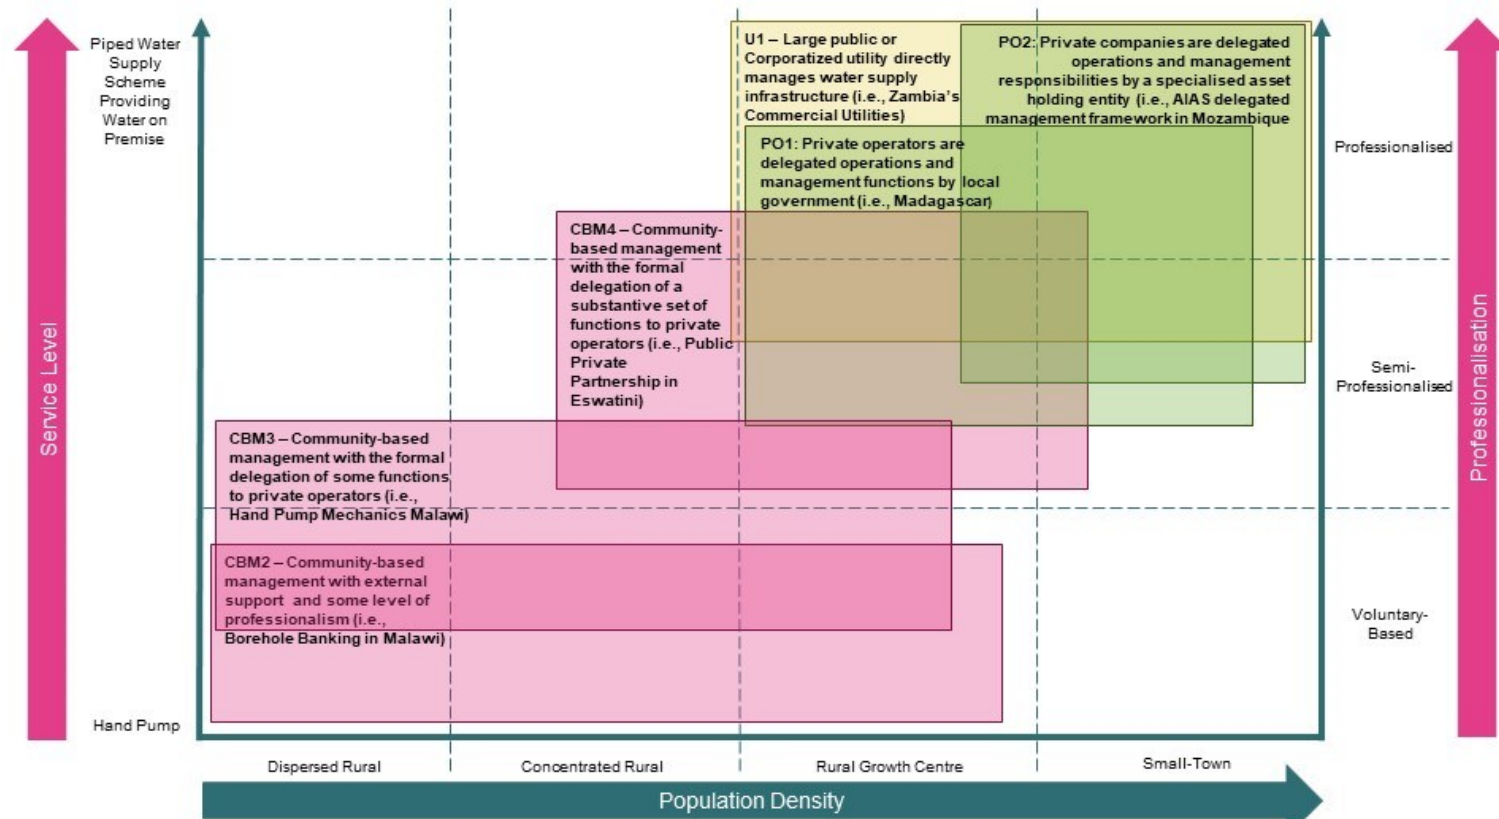 Piped Water
Supply
Scheme
Providing
Water on
Premise
Hand Pump
Service Level
U1 – Large public or
Corporatized utility directly
manages water supply
infrastructure (i.e., Zambia's
Commercial Utilities)
PO2: Private companies are delegated
operations and management
responsibilities by a specialised asset
holding entity (i.e., AIAS delegated
management framework in Mozambique
PO1: Private operators are
delegated operations and
management functions by local
government (i.e., Madagascar)
CBM4 – Community-
based management
with the formal
delegation of a
substantive set of
functions to private
operators (i.e., Public
Private
Partnership in
Eswatini)
CBM3 – Community-based
management with the formal
delegation of some functions
to private operators (i.e.,
Hand Pump Mechanics Malawi)
CBM2 – Community-based
management with external
support and some level of
professionalism (i.e.,
Borehole Banking in Malawi)
Professionalised
Semi-
Professionalised
Voluntary-
Based
Professionalisation
Dispersed Rural
Concentrated Rural
Rural Growth Centre
Small-Town
Population Density